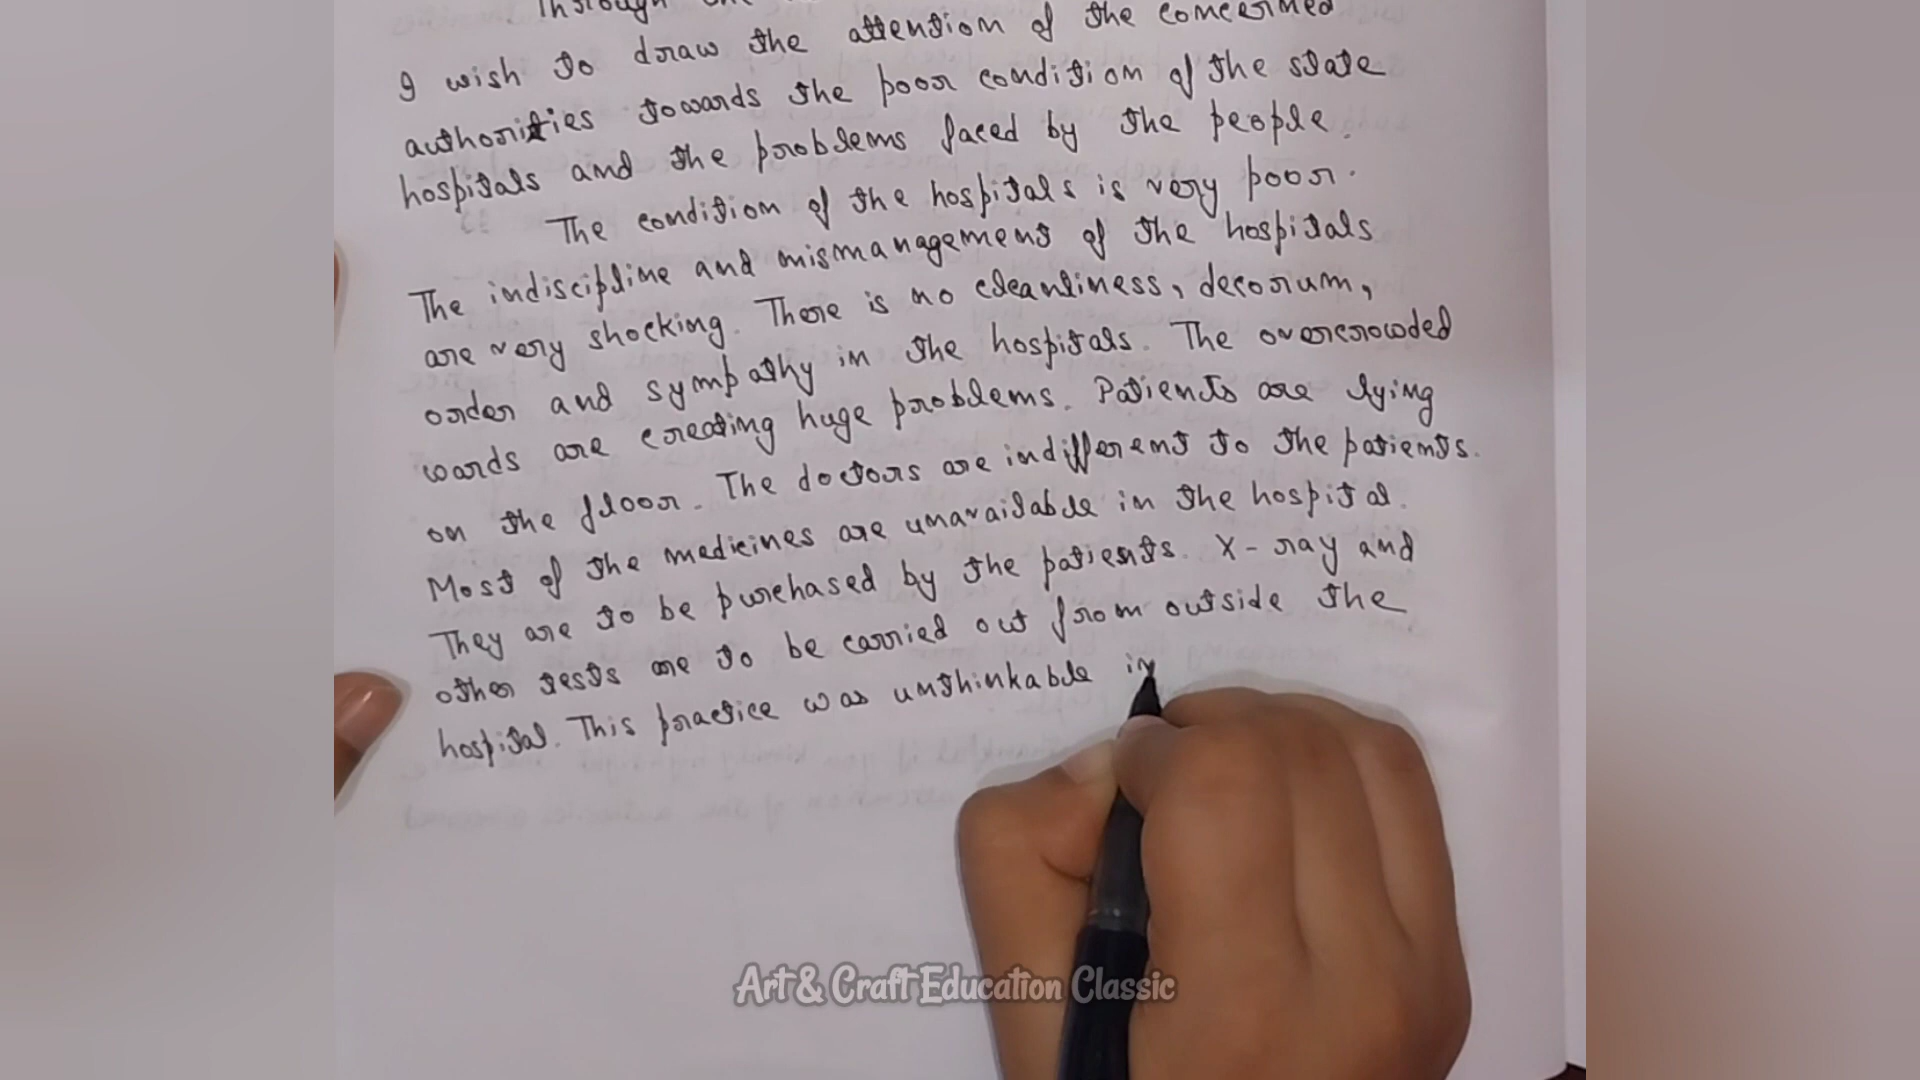 Through
I wish to draw the attention of the concerned
authorities towards the poor condition of the state
hospitals and the problems faced by the people.
The condition of the hospitals is very poor.
The indiscipline and mismanagement of the hospitals
are very shocking. There is no cleanliness, decorum,
order and sympathy in the hospitals. The overcrowded
wards are creating huge problems. Patients are lying
on the floor. The doctors are indifferent to the patients.
Most of the medicines are unavailable in the hospital.
They are to be purchased by the patients. X-ray and
other tests are to be carried out from outside the
hospital. This practice was unthinkable in
Art & Craft Education Classic